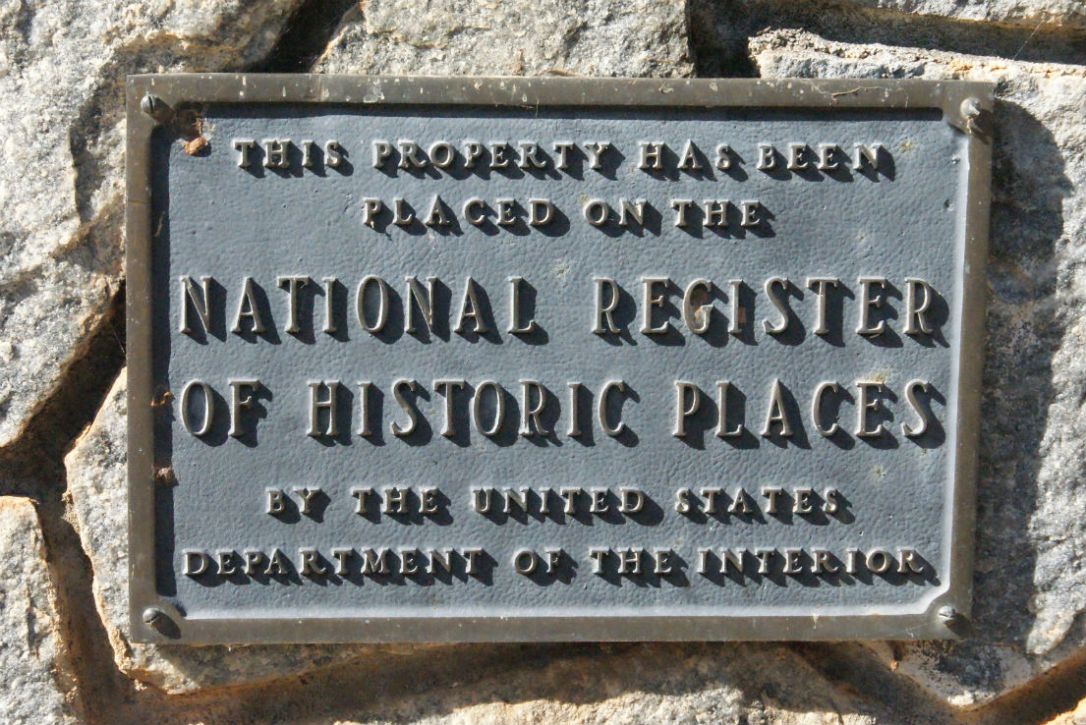 THIS PROPERTY HAS BEEN
PLACED ON THE
NATIONAL REGISTER
OF HISTORIC PLACES
BY THE UNITED STATES
DEPARTMENT OF THE INTERIOR